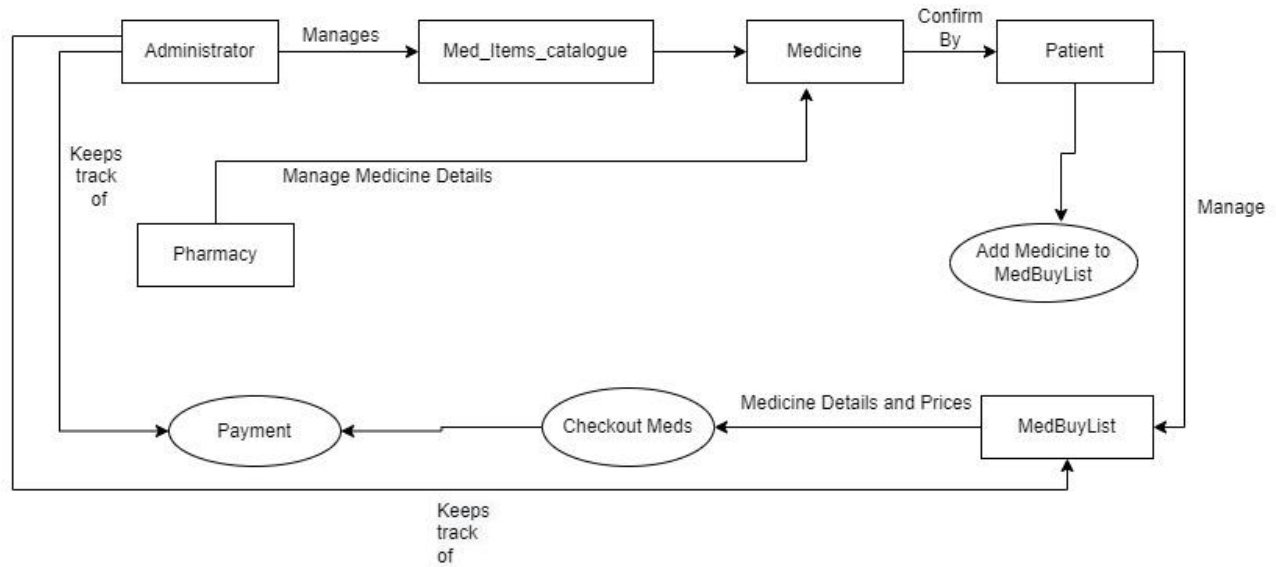 Administrator
Manages
Med_Items_catalogue
Medicine
Confirm
By
Patient
Keeps
track
of
Manage Medicine Details
Pharmacy
Add Medicine to
MedBuyList
Manage
Payment
Checkout Meds
Medicine Details and Prices
MedBuyList
Keeps
track
of